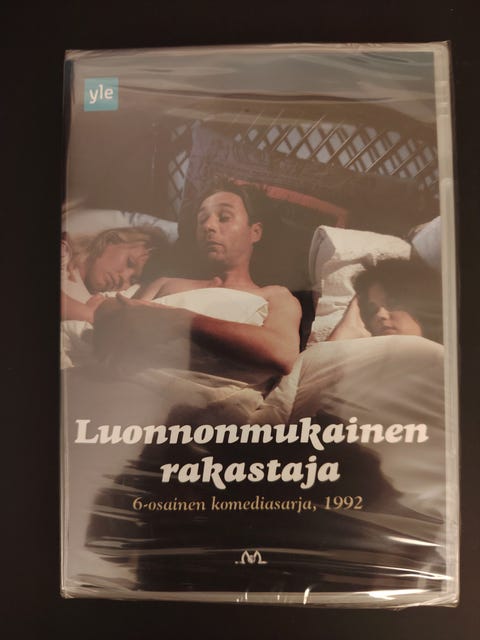 yle
Luonnonmukainen
rakastaja
6-osainen komediasarja, 1992